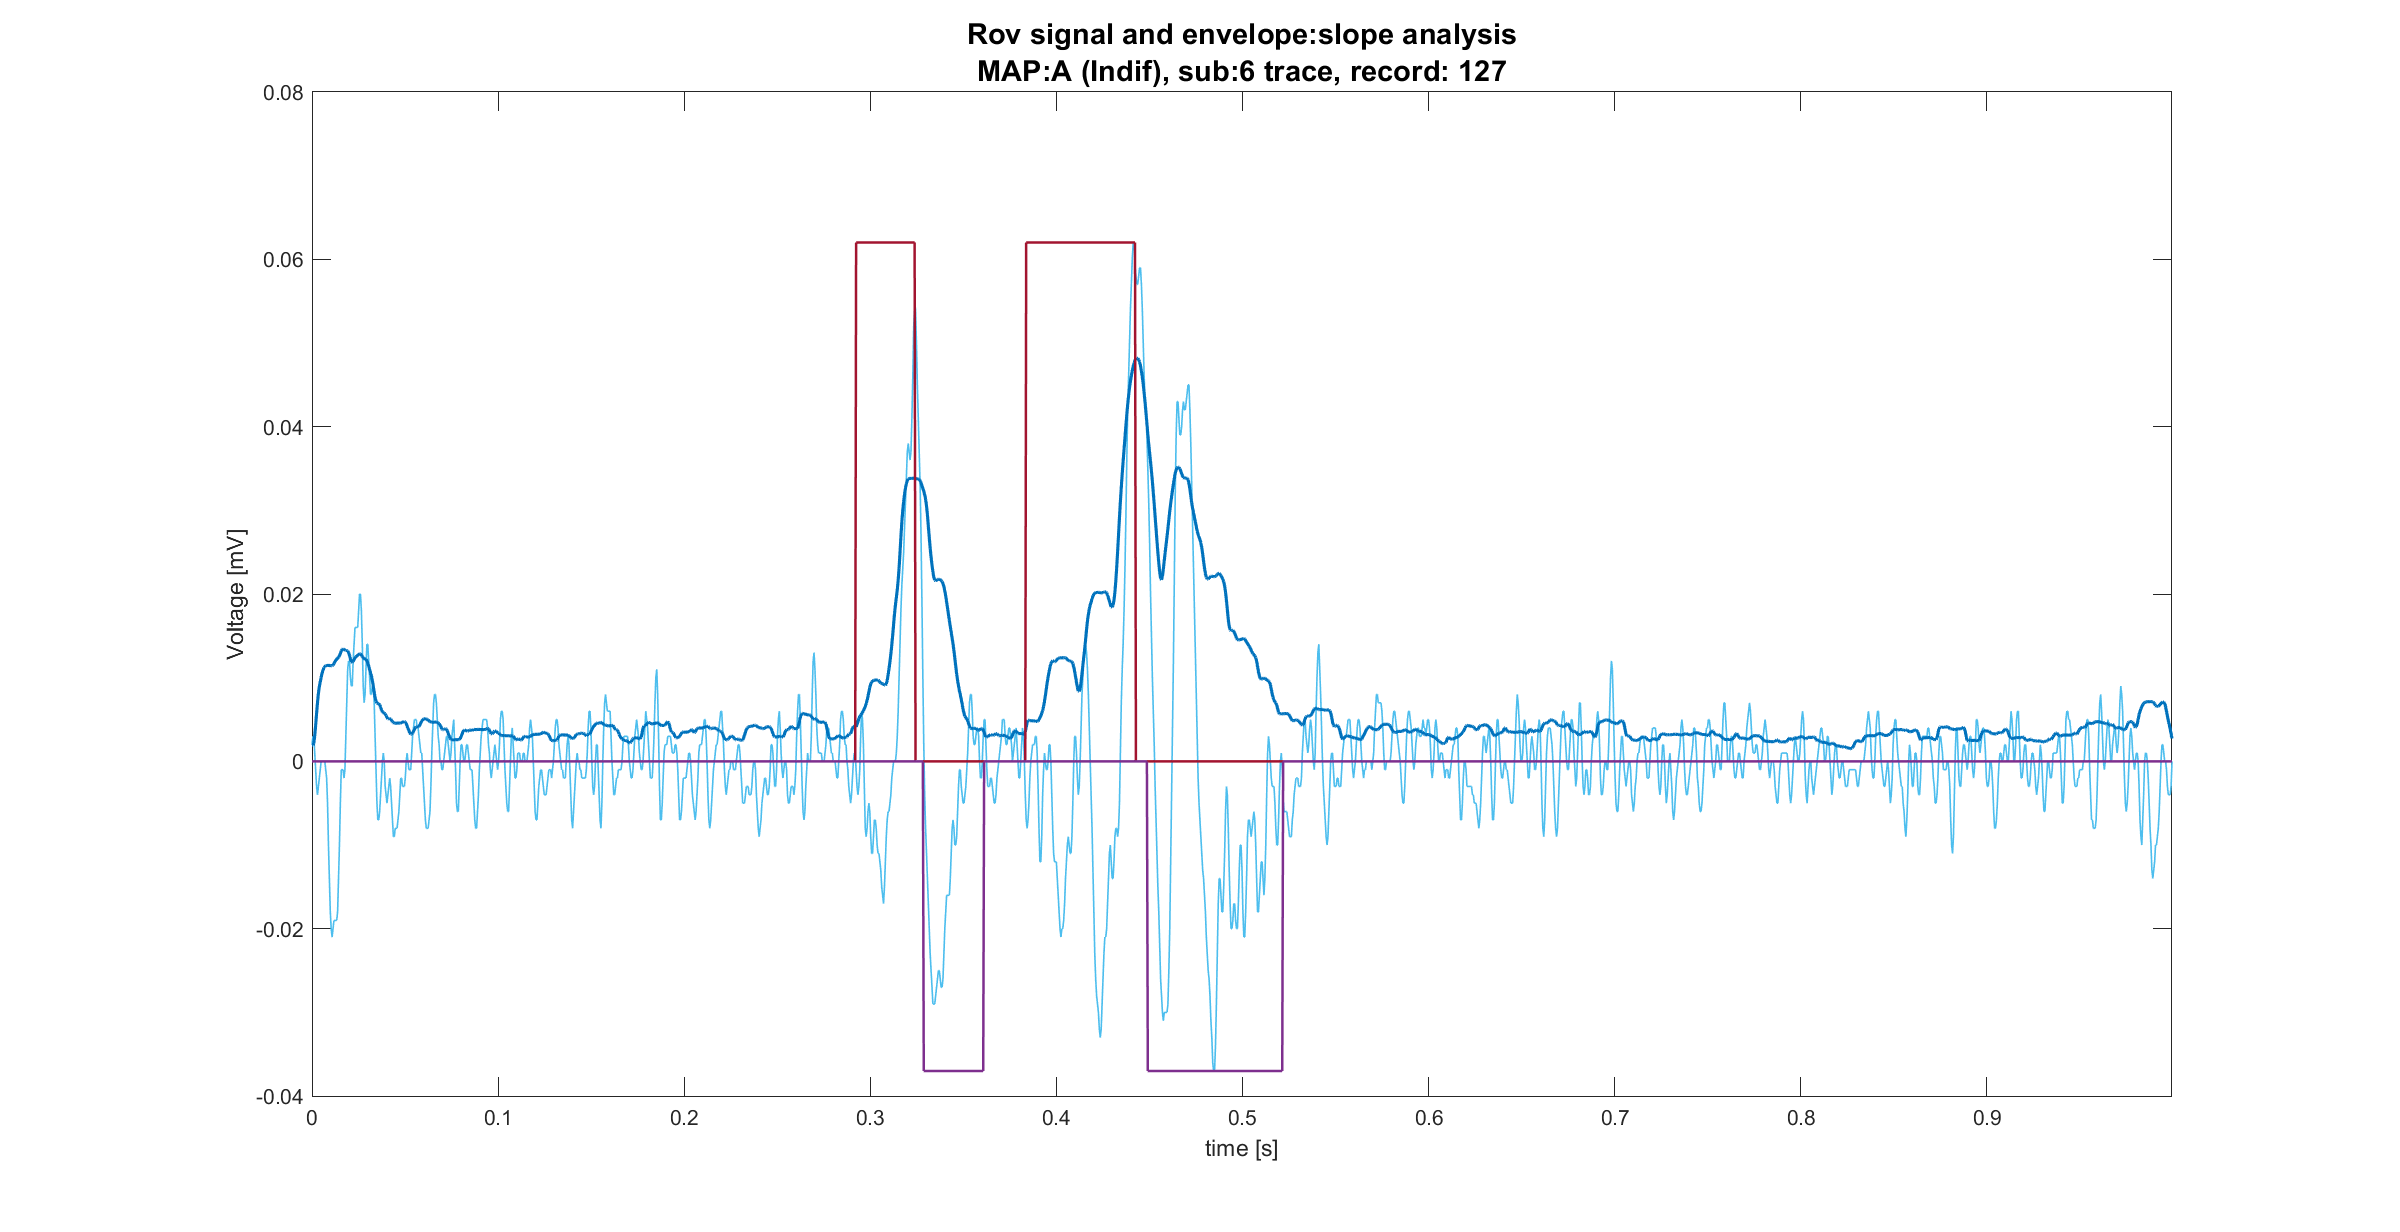 Rov signal and envelope:slope analysis
MAP:A (Indif), sub:6 trace, record: 127
0.08
0.06
0.04
0.02
0
-0.02
-0.04
Voltage [mV]
0 0.1 0.2 0.3 0.4 0.5 0.6 0.7 0.8 0.9
time [s]